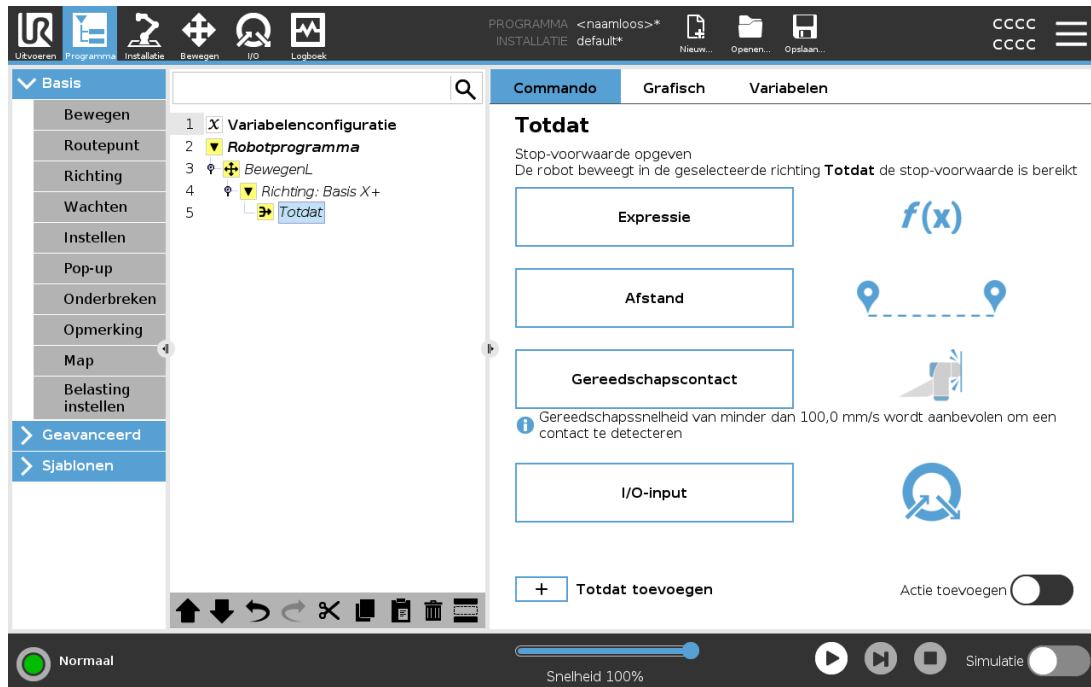 PROGRAMMA <naamloos>*
INSTALLATIE default*
Uitvoeren
Programma
Installatie
Bewegen
I/O
Logboek
Nieuw...
Openen...
Opslaan...
CCCC
CCCC
Basis
Bewegen
Routepunt
Richting
Wachten
Instellen
Pop-up
Onderbreken
Opmerking
Map
Belasting
instellen
Geavanceerd
Sjablonen
1 X Variabelenconfiguratie
2 Robotprogramma
3 BewegenL
4 Richting: Basis X+
5 Totdat
Commando
Grafisch
Variabelen
Totdat
Stop-voorwaarde opgeven
De robot beweegt in de geselecteerde richting Totdat de stop-voorwaarde is bereikt
Expressie
f(x)
Afstand
Gereedschapscontact
Gereedschapssnelheid van minder dan 100,0 mm/s wordt aanbevolen om een
contact te detecteren
I/O-input
+ Totdat toevoegen
Actie toevoegen
Normaal
Snelheid 100%
Simulatie